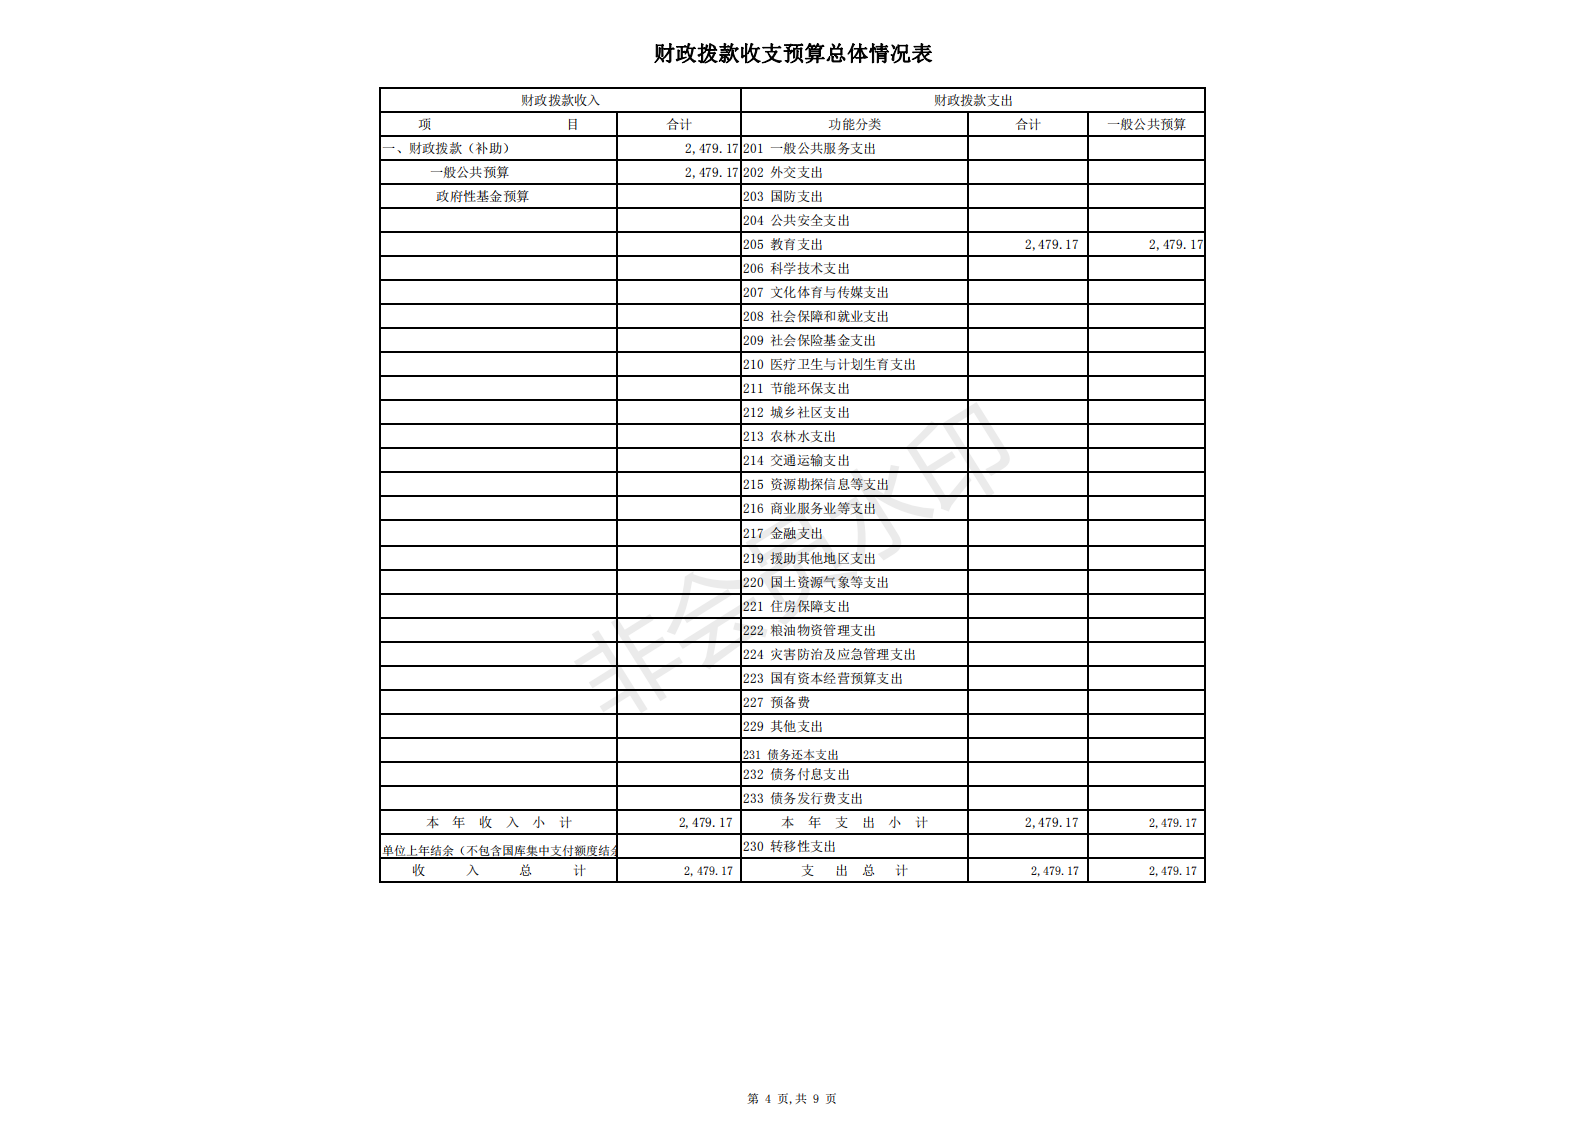 财政拨款收支预算总体情况表
财政拨款收入 财政拨款支出
项 目 合计 功能分类 合计 一般公共预算
一、财政拨款（补助） 2,479.17 201 一般公共服务支出
一般公共预算 2,479.17 202 外交支出
政府性基金预算 203 国防支出
204 公共安全支出
205 教育支出 2,479.17 2,479.17
206 科学技术支出
207 文化体育与传媒支出
208 社会保障和就业支出
209 社会保险基金支出
210 医疗卫生与计划生育支出
211 节能环保支出
212 城乡社区支出
213 农林水支出
214 交通运输支出
215 资源勘探信息等支出
216 商业服务业等支出
217 金融支出
219 援助其他地区支出
220 国土资源气象等支出
221 住房保障支出
222 粮油物资管理支出
224 灾害防治及应急管理支出
223 国有资本经营预算支出
227 预备费
229 其他支出
231 债务还本支出
232 债务付息支出
233 债务发行费支出
本 年 收 入 小 计 2,479.17 本 年 支 出 小 计 2,479.17 2,479.17
单位上年结余（不包含国库集中支付额度结余 230 转移性支出
收 入 总 计 2,479.17 支 出 总 计 2,479.17 2,479.17
非会员水印
第 4 页,共 9 页